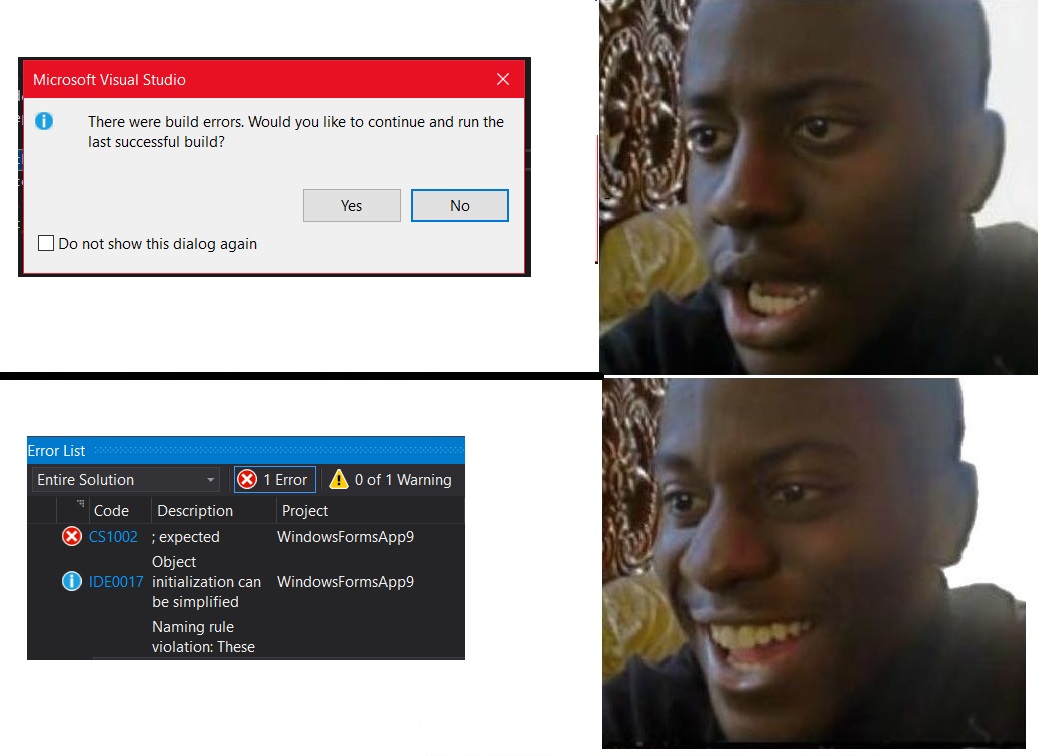 Microsoft Visual Studio
There were build errors. Would you like to continue and run the
last successful build?
Yes
No
Do not show this dialog again
Error List
Entire Solution
1 Error
0 of 1 Warning
Code
Description
Project
CS1002
; expected
WindowsFormsApp9
Object
IDE0017
initialization can
WindowsFormsApp9
be simplified
Naming rule
violation: These